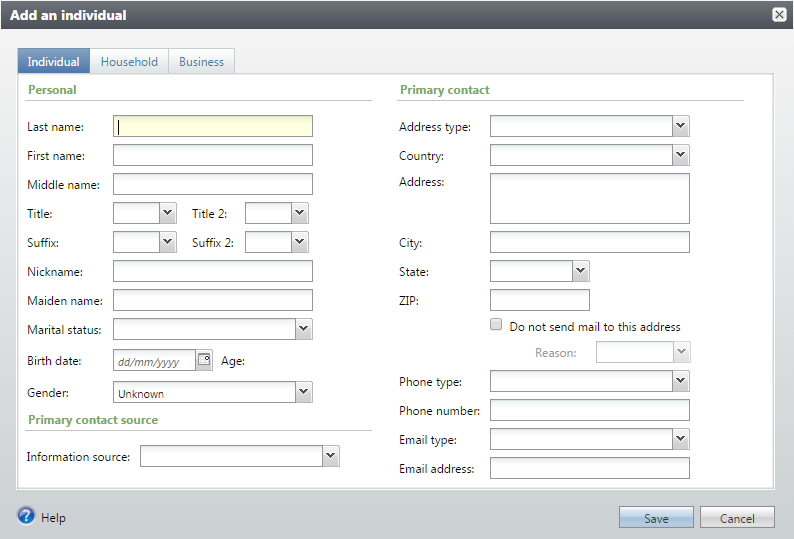 Add an individual
Individual Household Business
Personal
Last name:
First name:
Middle name:
Title: Title 2:
Suffix: Suffix 2:
Nickname:
Maiden name:
Marital status:
Birth date: dd/mm/yyyy Age:
Gender: Unknown
Primary contact source
Information source:
Primary contact
Address type:
Country:
Address:
City:
State:
ZIP:
Do not send mail to this address
Reason:
Phone type:
Phone number:
Email type:
Email address:
? Help
Save Cancel